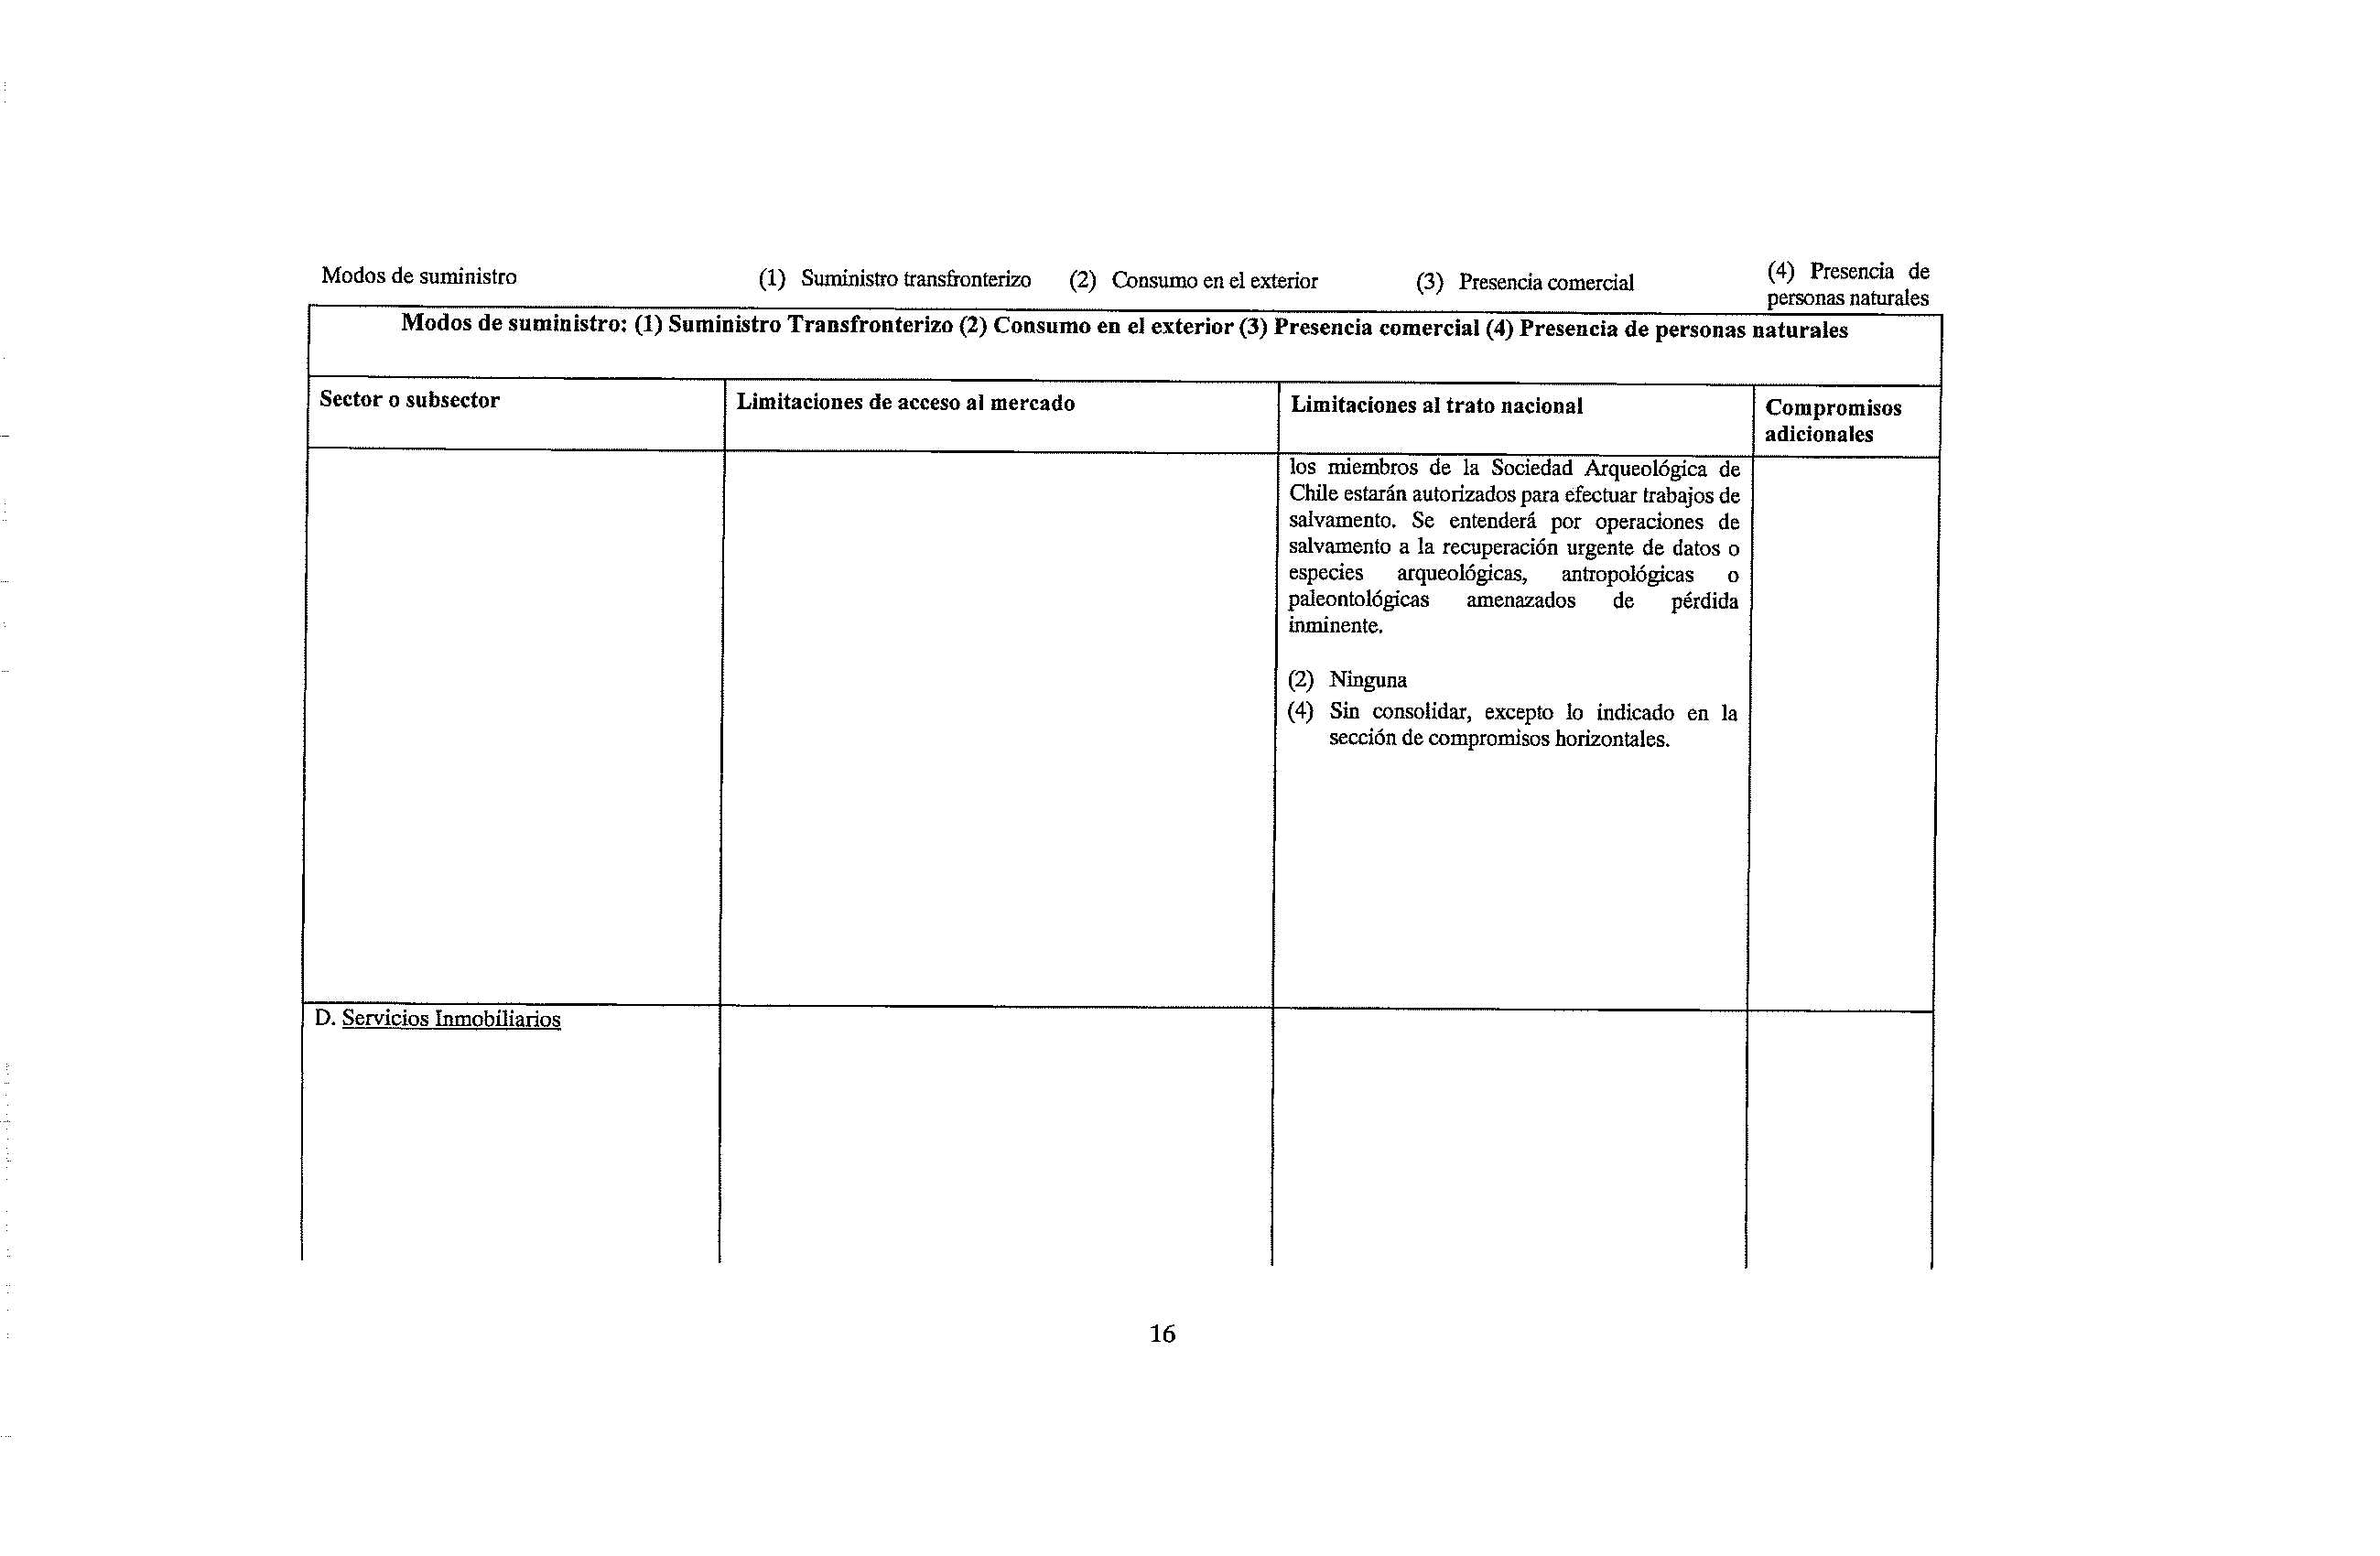 Modos de suministro (1) Suministro transfronterizo (2) Consumo en el exterior (3) Presencia comercial (4) Presencia de
personas naturales
Modos de suministro: (1) Suministro Transfronterizo (2) Consumo en el exterior (3) Presencia comercial (4) Presencia de personas naturales
Sector o subsector Limitaciones de acceso al mercado Limitaciones al trato nacional Compromisos
adicionales
los miembros de la Sociedad Arqueológica de
Chile estarán autorizados para efectuar trabajos de
salvamento. Se entenderá por operaciones de
salvamento a la recuperación urgente de datos o
especies arqueológicas, antropológicas o
paleontológicas amenazados de pérdida
inminente.
(2) Ninguna
(4) Sin consolidar, excepto lo indicado en la
sección de compromisos horizontales.
D. Servicios Inmobiliarios
16